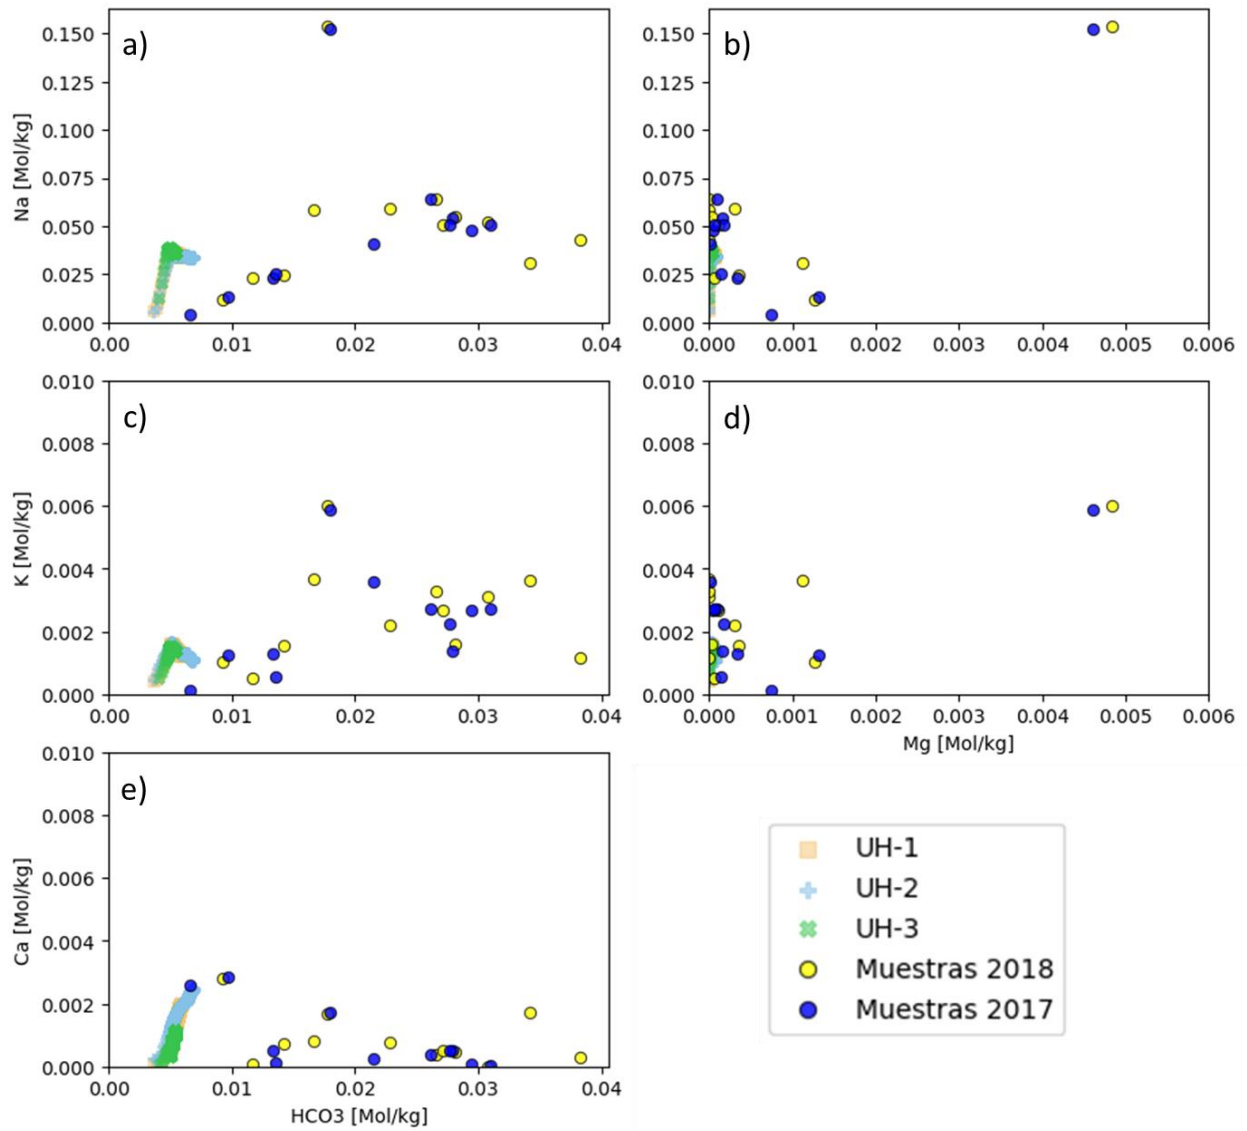 a)
0.150
0.125
0.100
0.075
0.050
0.025
0.000
Na [Mol/kg]
0.00 0.01 0.02 0.03 0.04
b)
0.150
0.125
0.100
0.075
0.050
0.025
0.000
0.000 0.001 0.002 0.003 0.004 0.005 0.006
c)
0.010
0.008
0.006
0.004
0.002
0.000
K [Mol/kg]
0.00 0.01 0.02 0.03 0.04
d)
0.010
0.008
0.006
0.004
0.002
0.000
0.000 0.001 0.002 0.003 0.004 0.005 0.006
Mg [Mol/kg]
e)
0.010
0.008
0.006
0.004
0.002
0.000
Ca [Mol/kg]
0.00 0.01 0.02 0.03 0.04
HCO3 [Mol/kg]
UH-1
UH-2
UH-3
Muestras 2018
Muestras 2017